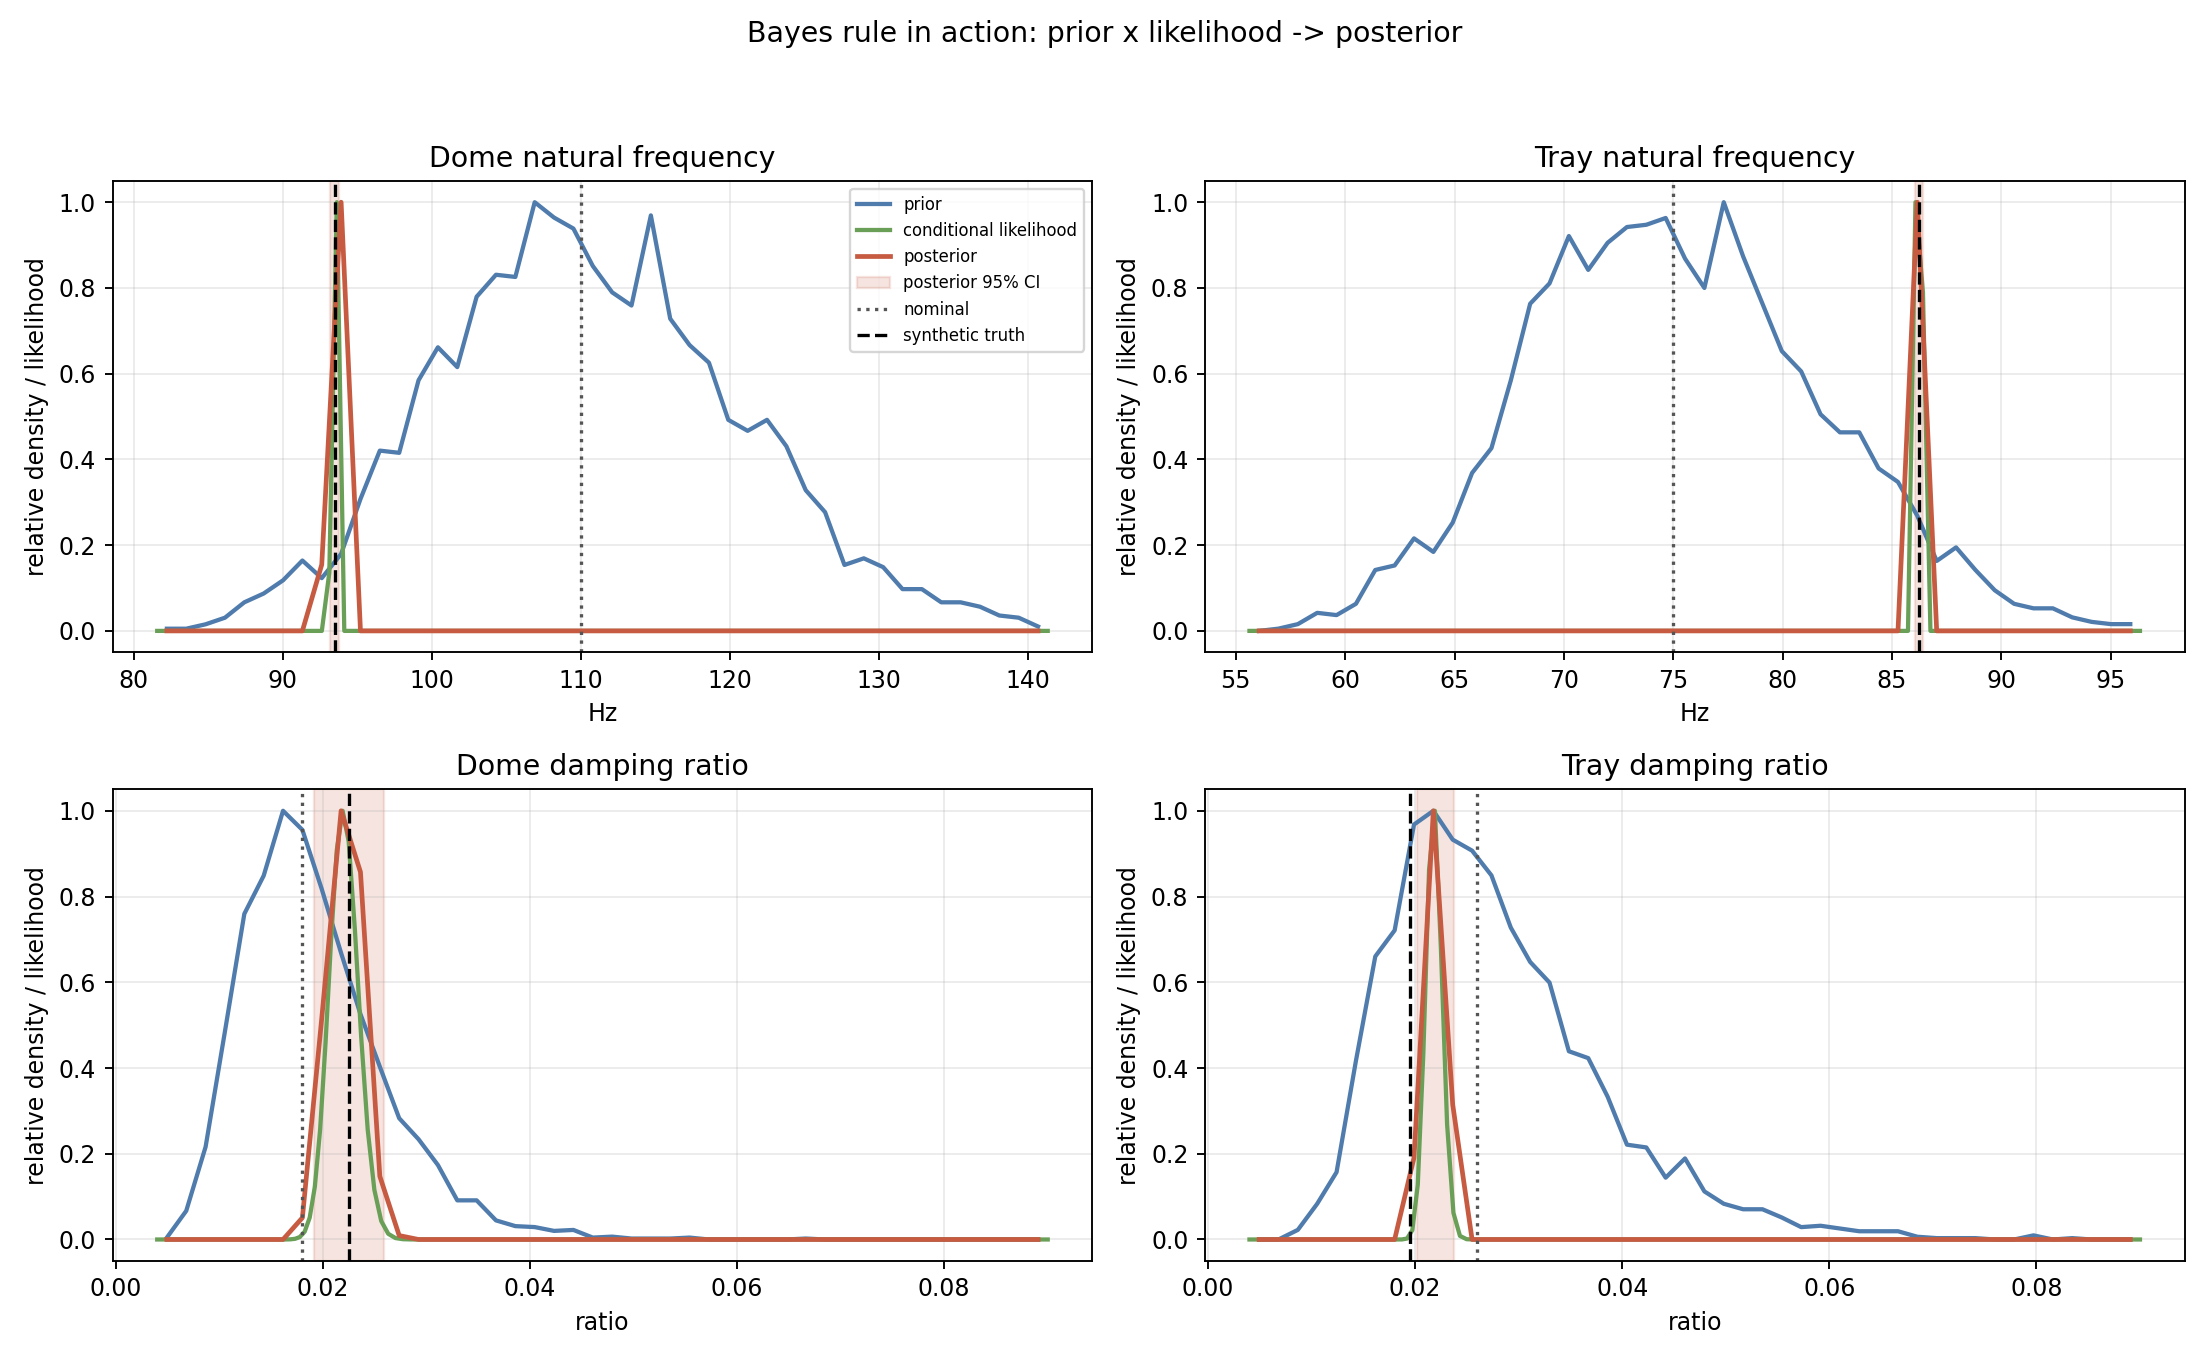 Bayes rule in action: prior x likelihood -> posterior
Dome natural frequency
relative density / likelihood
1.0
0.8
0.6
0.4
0.2
0.0
80 90 100 110 120 130 140
Hz
prior
conditional likelihood
posterior
posterior 95% CI
nominal
synthetic truth
Tray natural frequency
relative density / likelihood
1.0
0.8
0.6
0.4
0.2
0.0
55 60 65 70 75 80 85 90 95
Hz
Dome damping ratio
relative density / likelihood
1.0
0.8
0.6
0.4
0.2
0.0
0.00 0.02 0.04 0.06 0.08
ratio
Tray damping ratio
relative density / likelihood
1.0
0.8
0.6
0.4
0.2
0.0
0.00 0.02 0.04 0.06 0.08
ratio